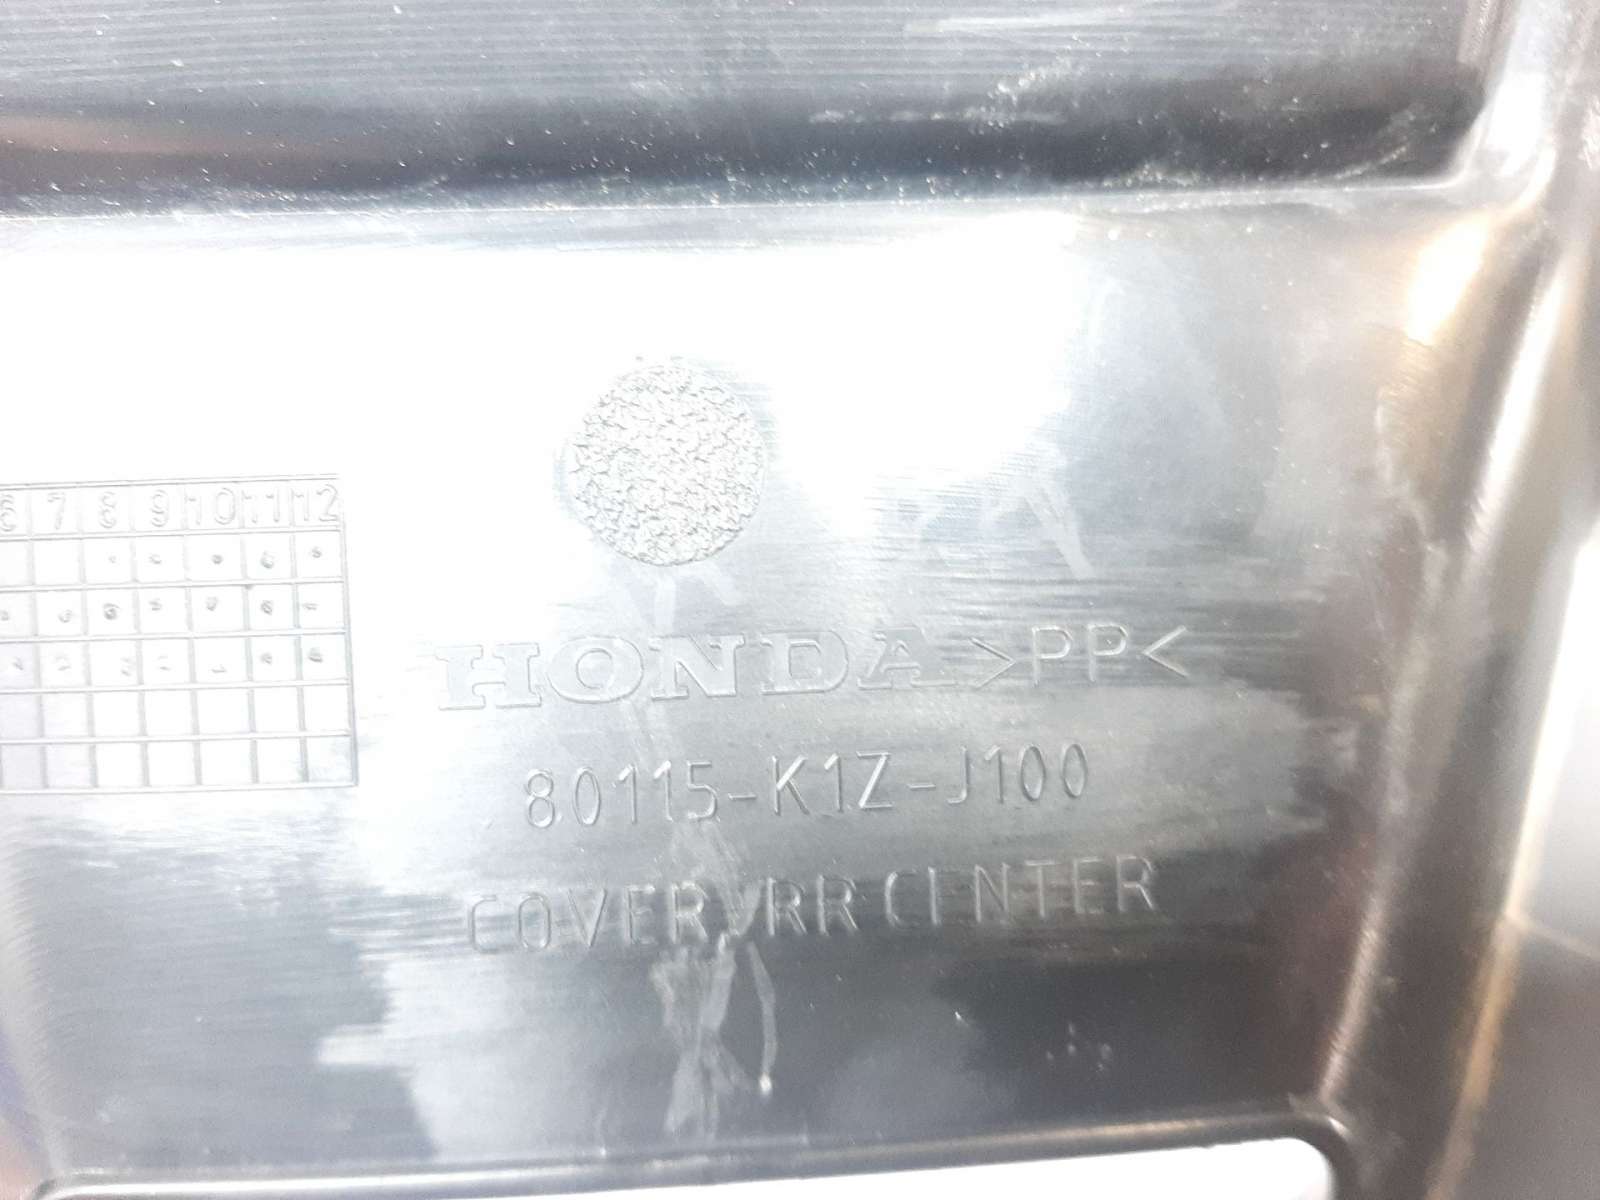 6 7 8 9 10 11 12
HONDA >PP<
80115-K1Z-J100
COVER, RR CENTER